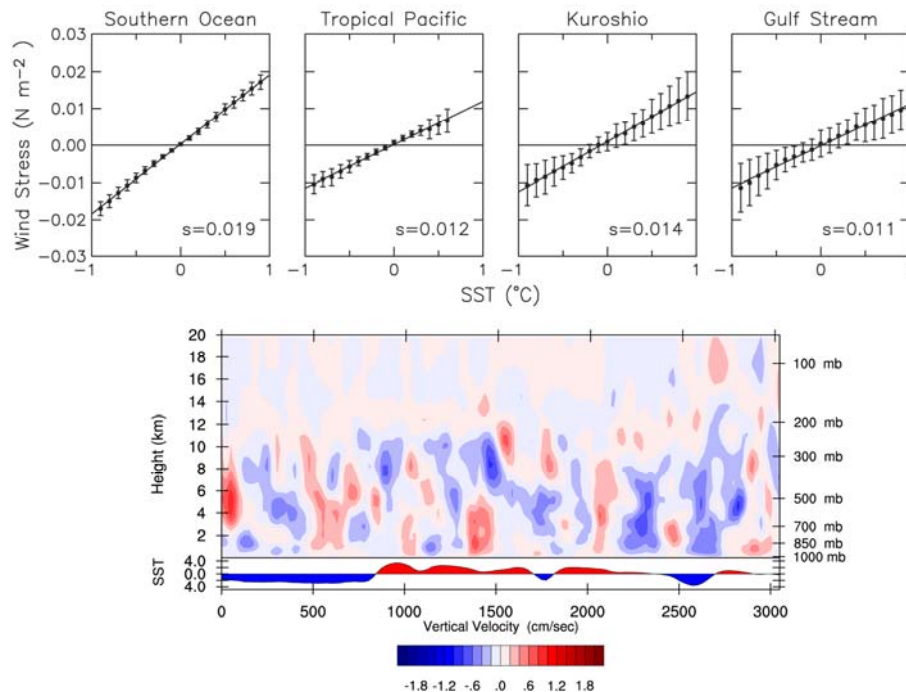 Southern Ocean Tropical Pacific Kuroshio Gulf Stream
Wind Stress (N m⁻²)
0.03
0.02
0.01
0.00
−0.01
−0.02
−0.03
s=0.019 s=0.012 s=0.014 s=0.011
−1 0 1 −1 0 1 −1 0 1 −1 0 1
SST (°C)
Height (km)
20
18
16
14
12
10
8
6
4
2
100 mb
200 mb
300 mb
500 mb
700 mb
850 mb
1000 mb
SST
4.0
0.0
4.0
0 500 1000 1500 2000 2500 3000
Vertical Velocity (cm/sec)
-1.8 -1.2 -.6 .0 .6 1.2 1.8